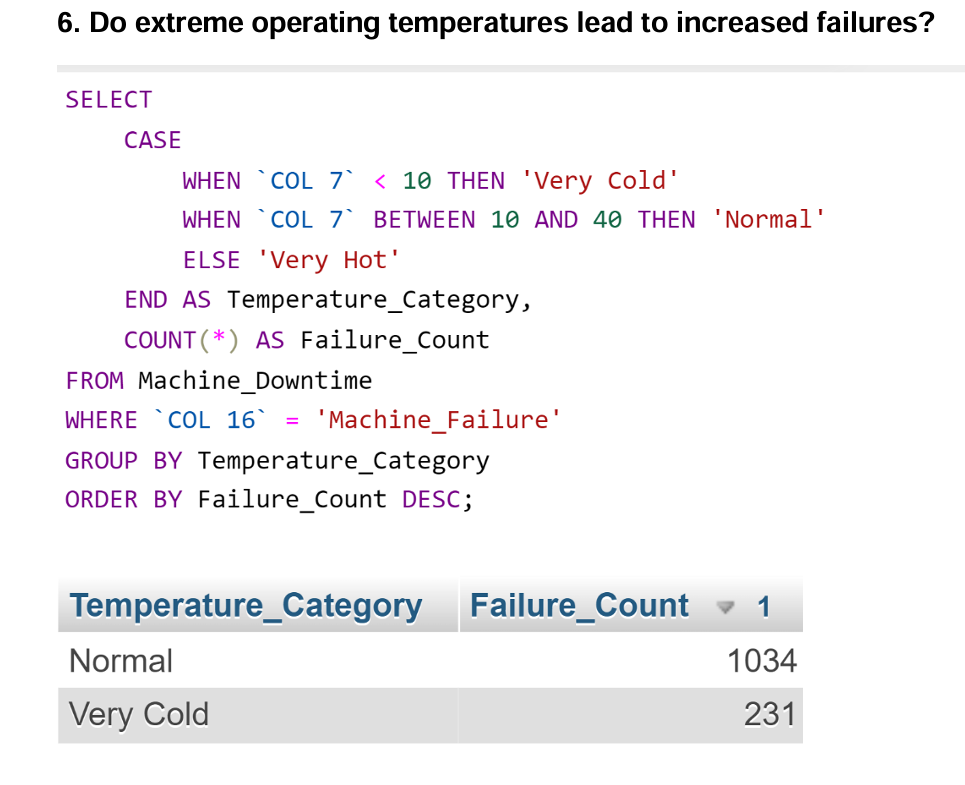 6. Do extreme operating temperatures lead to increased failures?
SELECT
    CASE
        WHEN `COL 7` < 10 THEN 'Very Cold'
        WHEN `COL 7` BETWEEN 10 AND 40 THEN 'Normal'
        ELSE 'Very Hot'
    END AS Temperature_Category,
    COUNT(*) AS Failure_Count
FROM Machine_Downtime
WHERE `COL 16` = 'Machine_Failure'
GROUP BY Temperature_Category
ORDER BY Failure_Count DESC;
Temperature_Category Failure_Count 1
Normal 1034
Very Cold 231